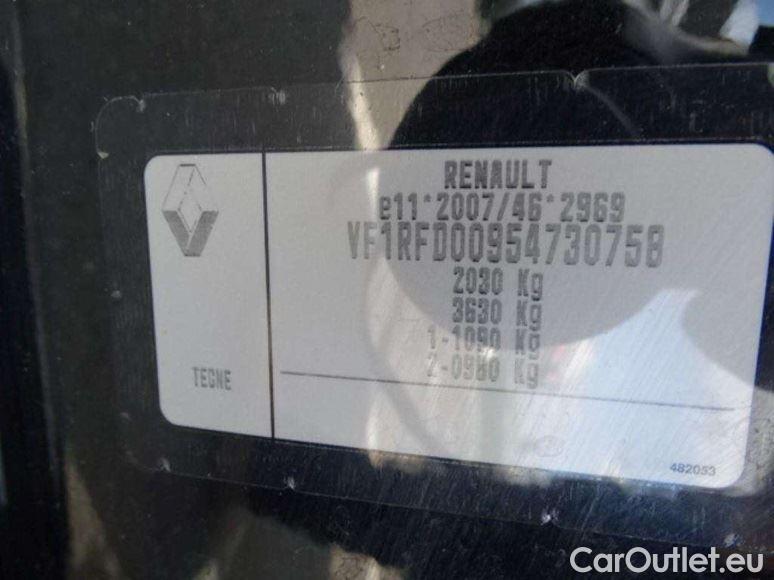 RENAULT
e11*2007/46*2969
VF1RFD00954730758
2030 Kg
3630 Kg
1-1090 Kg
2-0980 Kg
TECNE
482053
CarOutlet.eu